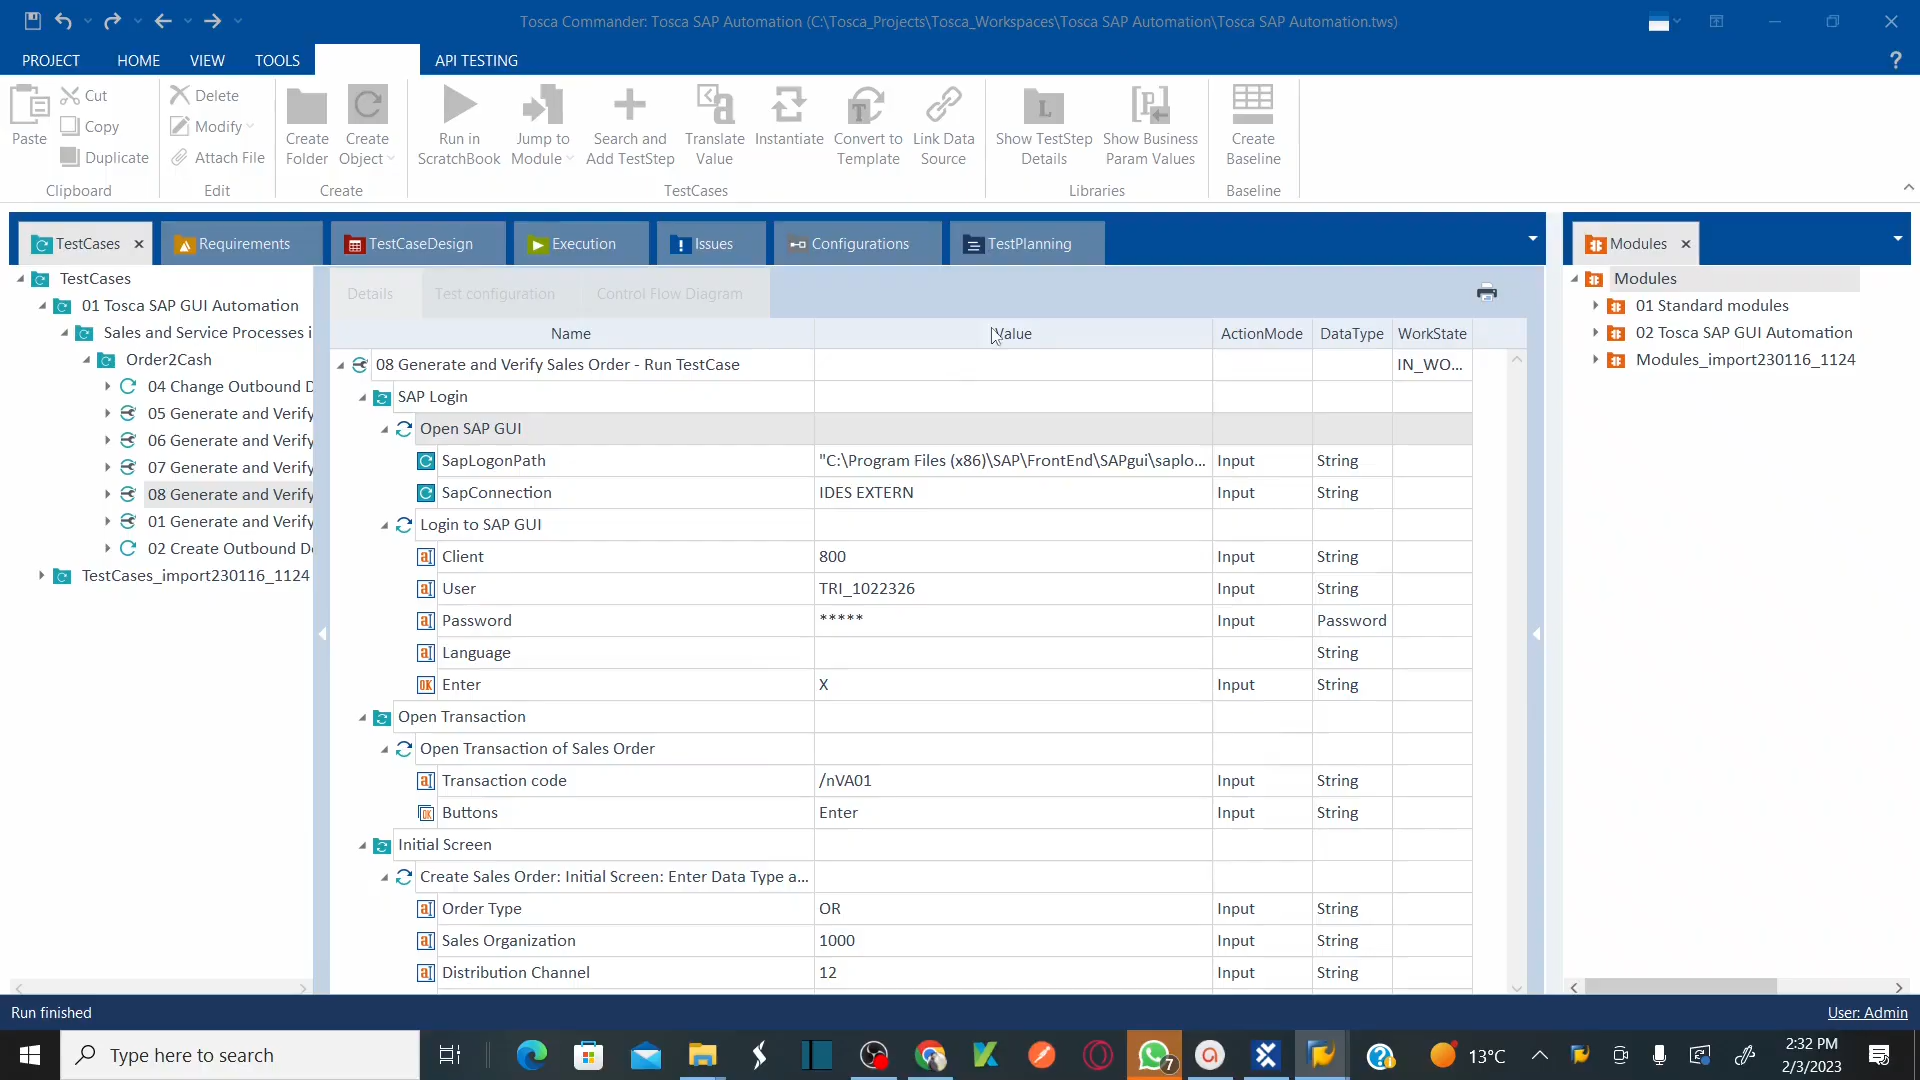 Tosca Commander: Tosca SAP Automation (C:\Tosca_Projects\Tosca_Workspaces\Tosca SAP Automation\Tosca SAP Automation.tws)
PROJECT HOME VIEW TOOLS API TESTING ?
Paste
Cut
Copy
Duplicate
Clipboard
Delete
Modify
Attach File
Edit
Create Folder
Create Object
Create
Run in ScratchBook
Jump to Module
Search and Add TestStep
Translate Value
Instantiate
Convert to Template
Link Data Source
TestCases
Show TestStep Details
Show Business Param Values
Libraries
Create Baseline
Baseline
TestCases × Requirements TestCaseDesign Execution Issues Configurations TestPlanning
Modules ×
TestCases
01 Tosca SAP GUI Automation
Sales and Service Processes i
Order2Cash
04 Change Outbound D
05 Generate and Verify
06 Generate and Verify
07 Generate and Verify
08 Generate and Verify
01 Generate and Verify
02 Create Outbound D
TestCases_import230116_1124
Details Test configuration Control Flow Diagram
Name Value ActionMode DataType WorkState
08 Generate and Verify Sales Order - Run TestCase IN_WO...
SAP Login
Open SAP GUI
SapLogonPath "C:\Program Files (x86)\SAP\FrontEnd\SAPgui\saplo... Input String
SapConnection IDES EXTERN Input String
Login to SAP GUI
Client 800 Input String
User TRI_1022326 Input String
Password ***** Input Password
Language String
Enter X Input String
Open Transaction
Open Transaction of Sales Order
Transaction code /nVA01 Input String
Buttons Enter Input String
Initial Screen
Create Sales Order: Initial Screen: Enter Data Type a...
Order Type OR Input String
Sales Organization 1000 Input String
Distribution Channel 12 Input String
Modules
01 Standard modules
02 Tosca SAP GUI Automation
Modules_import230116_1124
Run finished User: Admin
Type here to search 7 13°C 2:32 PM
2/3/2023